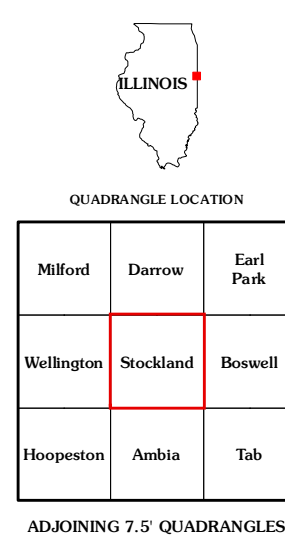 ILLINOIS
QUADRANGLE LOCATION
Milford Darrow Earl
Park
Wellington Stockland Boswell
Hoopeston Ambia Tab
ADJOINING 7.5' QUADRANGLES